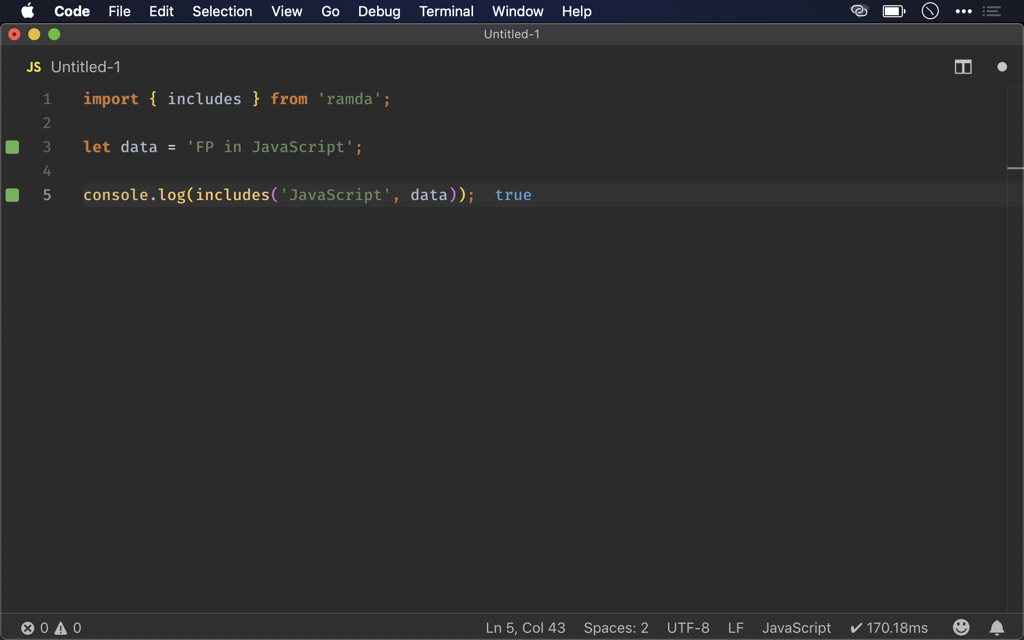 Code File Edit Selection View Go Debug Terminal Window Help
Untitled-1
JS Untitled-1
1 import { includes } from 'ramda';
2
3 let data = 'FP in JavaScript';
4
5 console.log(includes('JavaScript', data)); true
0 0 Ln 5, Col 43 Spaces: 2 UTF-8 LF JavaScript ✔ 170.18ms